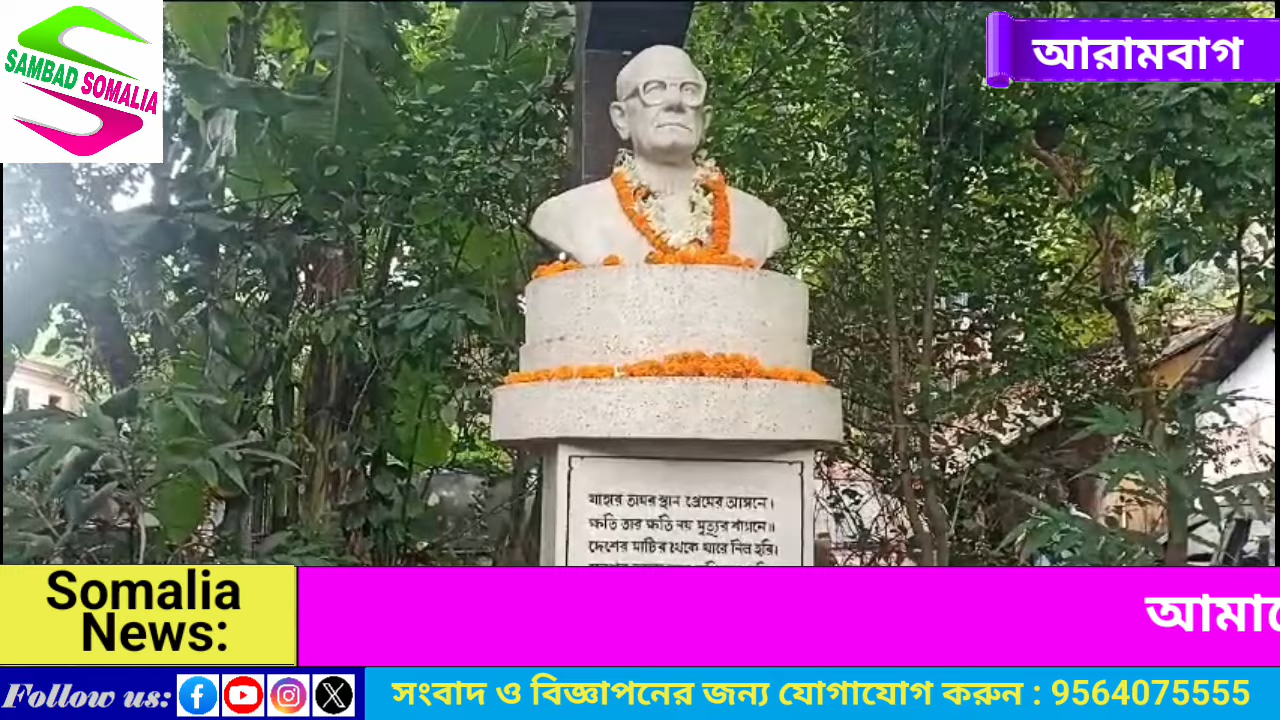 SAMBAD SOMALIA
আরামবাগ
যাহার অমর স্থান প্রেমের আসনে।
ক্ষতি তার ক্ষতি নয় মৃত্যুর শাসনে॥
দেশের মাটির থেকে যারে নিল হরি।
Somalia
News:
Follow us:
সংবাদ ও বিজ্ঞাপনের জন্য যোগাযোগ করুন : 9564075555